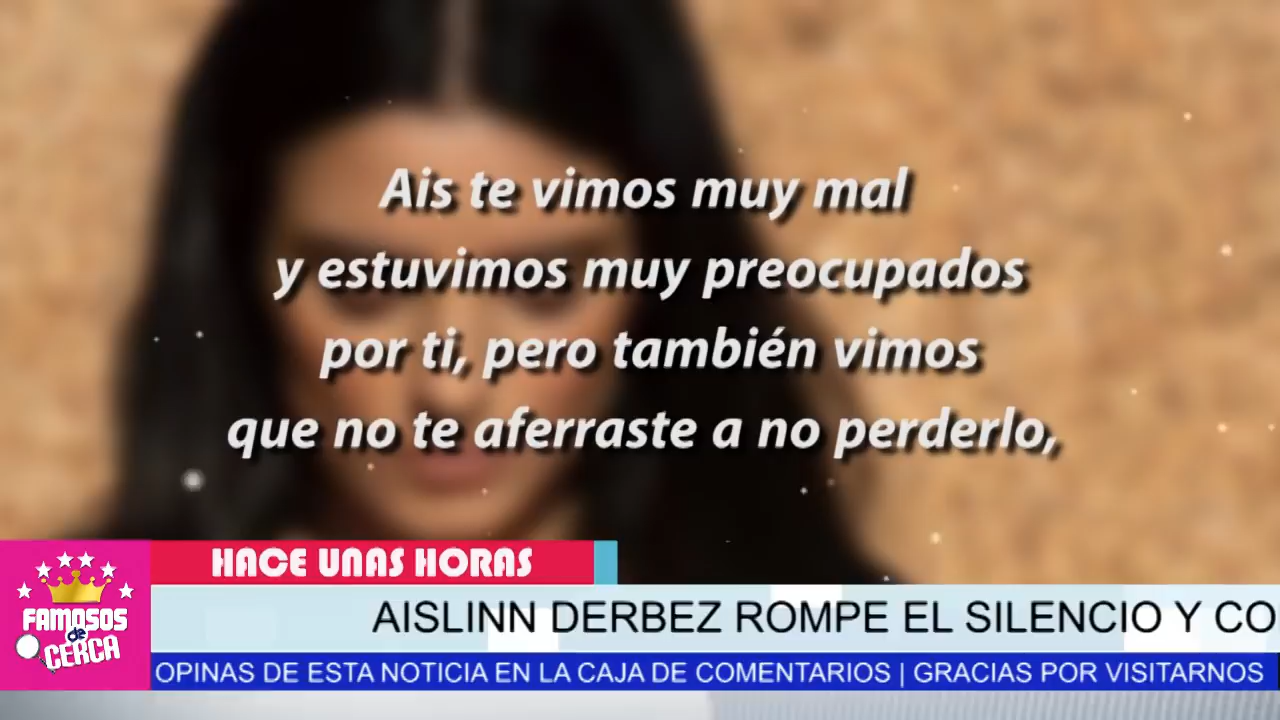 Ais te vimos muy mal
y estuvimos muy preocupados
por ti, pero también vimos
que no te aferraste a no perderlo,
HACE UNAS HORAS
FAMOSOS
de
CERCA
AISLINN DERBEZ ROMPE EL SILENCIO Y CO
OPINAS DE ESTA NOTICIA EN LA CAJA DE COMENTARIOS | GRACIAS POR VISITARNOS